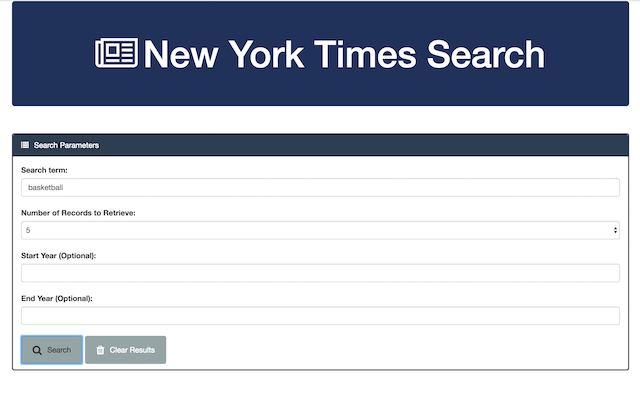 New York Times Search
Search Parameters
Search term:
basketball
Number of Records to Retrieve:
5
Start Year (Optional):
End Year (Optional):
Search
Clear Results